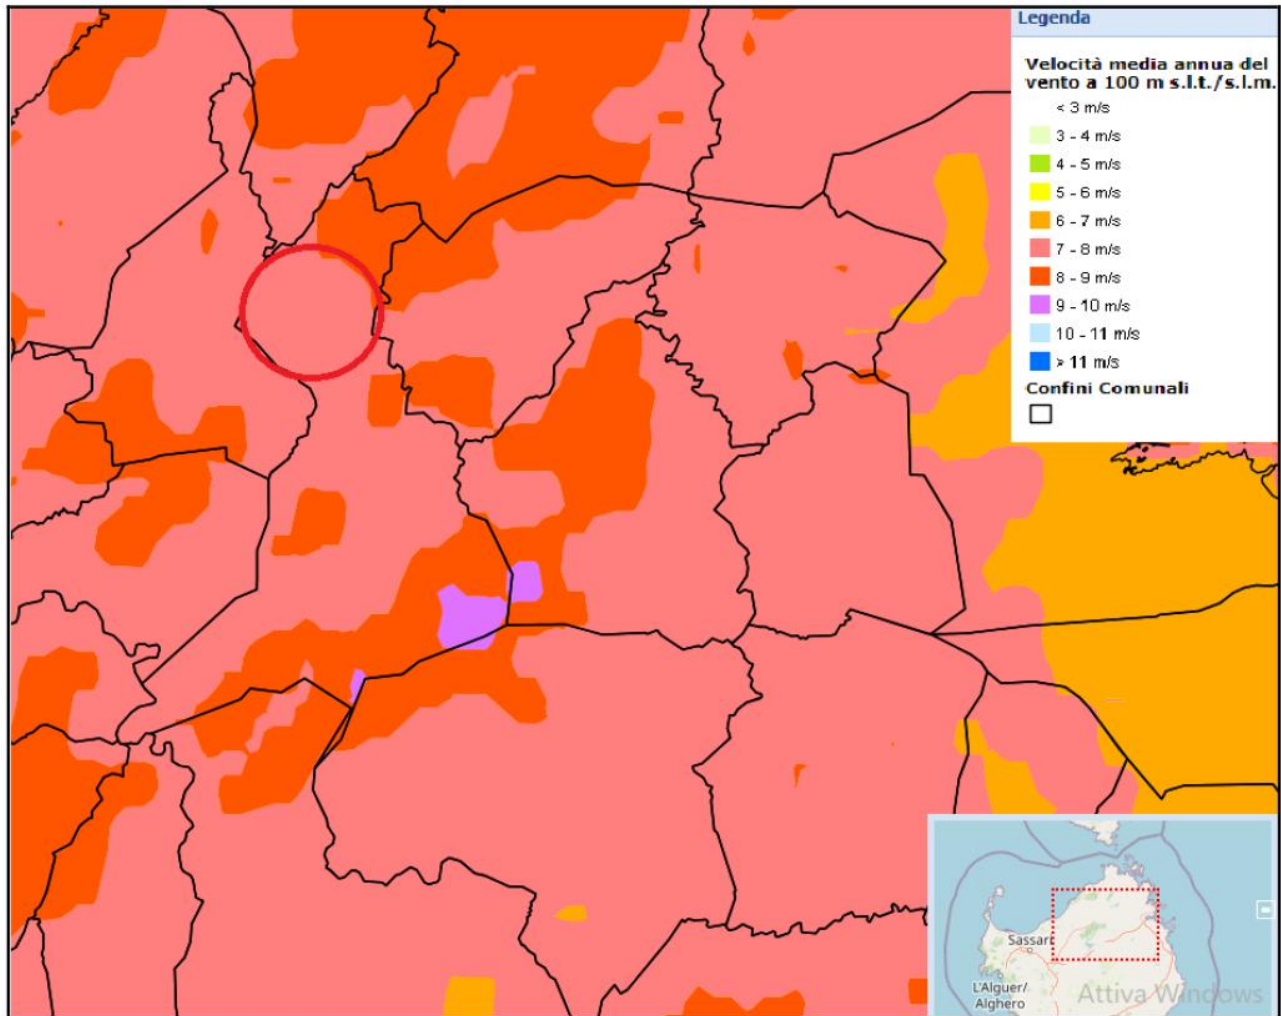 Legenda
Velocità media annua del
vento a 100 m s.l.t./s.l.m.
< 3 m/s
3 - 4 m/s
4 - 5 m/s
5 - 6 m/s
6 - 7 m/s
7 - 8 m/s
8 - 9 m/s
9 - 10 m/s
10 - 11 m/s
> 11 m/s
Confini Comunali
Sassari
L'Alguer/
Alghero
Attiva Windows